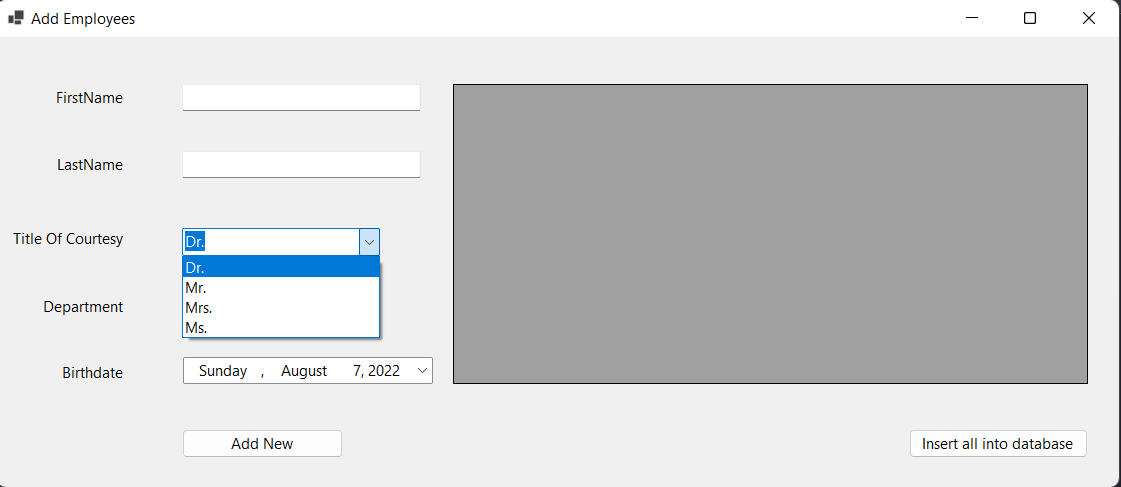 Add Employees
FirstName
LastName
Title Of Courtesy
Dr.
Dr.
Mr.
Mrs.
Ms.
Department
Birthdate
Sunday , August 7, 2022
Add New
Insert all into database